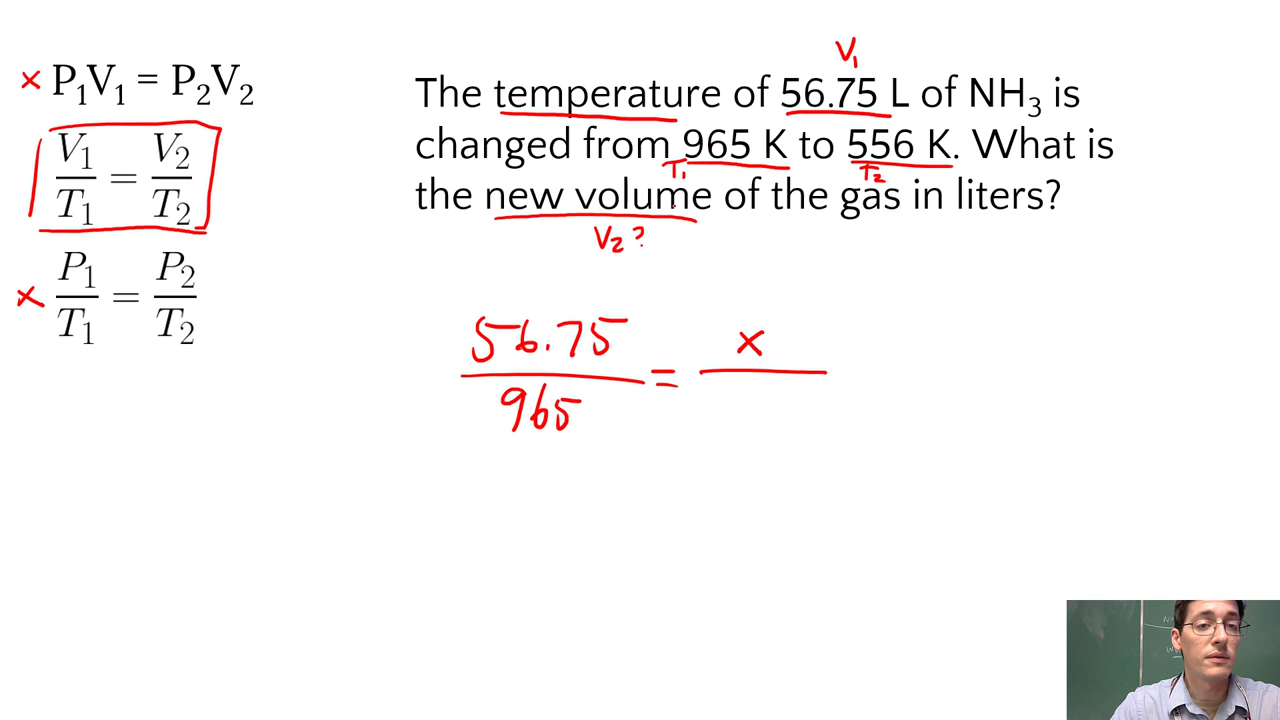 × P₁V₁ = P₂V₂
V₁/T₁ = V₂/T₂
× P₁/T₁ = P₂/T₂
V₁
The temperature of 56.75 L of NH₃ is
changed from 965 K to 556 K. What is
T₁ T₂
the new volume of the gas in liters?
V₂ ?
56.75/965 = x/